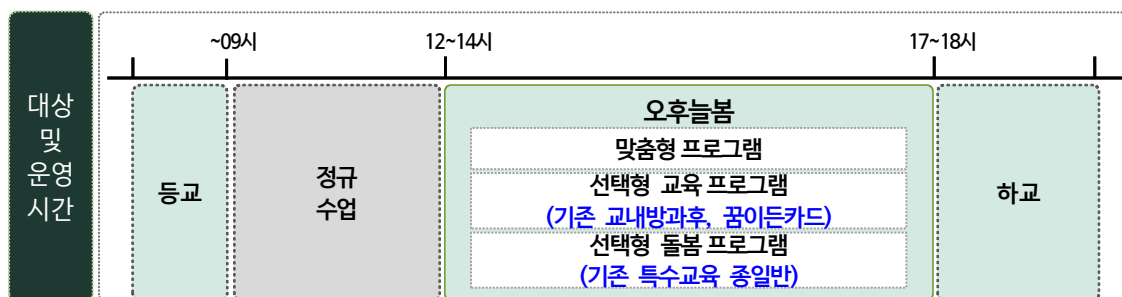 대상
및
운영
시간
~09시
12~14시
17~18시
등교
정규
수업
오후늘봄
맞춤형 프로그램
선택형 교육 프로그램
(기존 교내방과후, 꿈이든카드)
선택형 돌봄 프로그램
(기존 특수교육 종일반)
하교